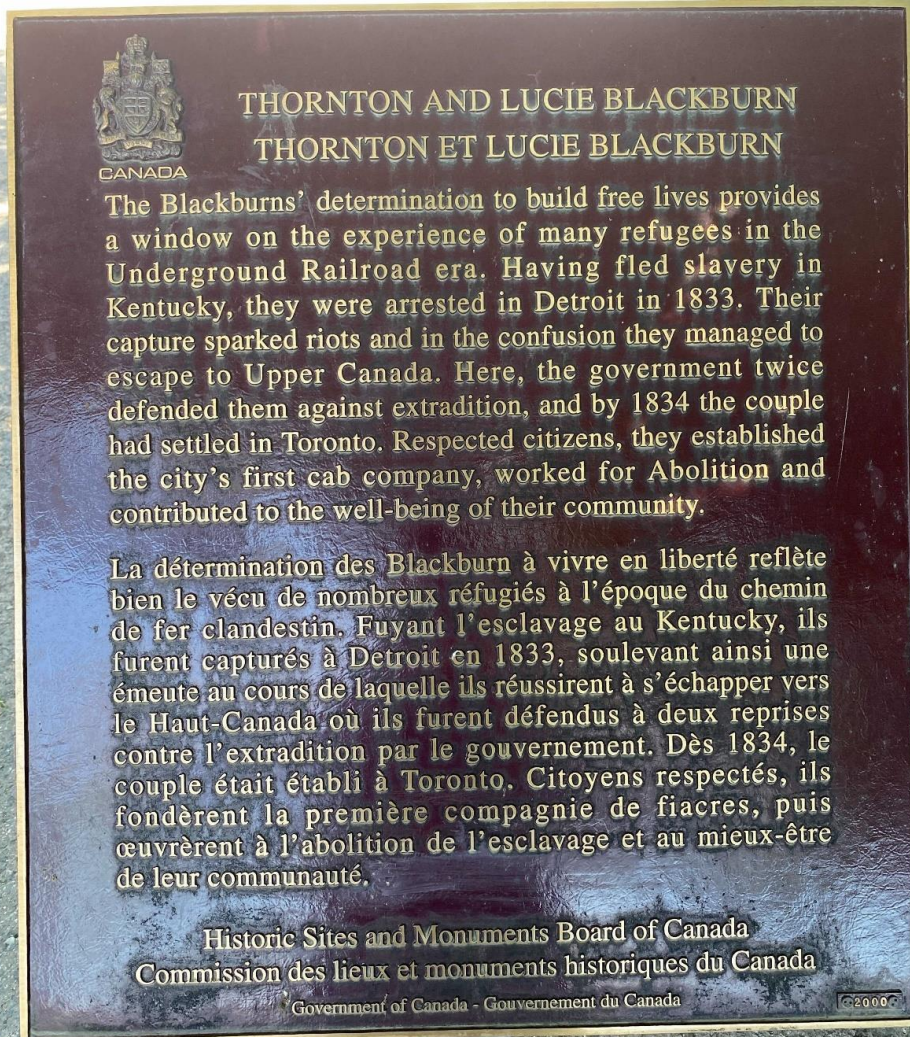 CANADA
THORNTON AND LUCIE BLACKBURN
THORNTON ET LUCIE BLACKBURN
The Blackburns' determination to build free lives provides
a window on the experience of many refugees in the
Underground Railroad era. Having fled slavery in
Kentucky, they were arrested in Detroit in 1833. Their
capture sparked riots and in the confusion they managed to
escape to Upper Canada. Here, the government twice
defended them against extradition, and by 1834 the couple
had settled in Toronto. Respected citizens, they established
the city's first cab company, worked for Abolition and
contributed to the well-being of their community.
La détermination des Blackburn à vivre en liberté reflète
bien le vécu de nombreux réfugiés à l'époque du chemin
de fer clandestin. Fuyant l'esclavage au Kentucky, ils
furent capturés à Detroit en 1833, soulevant ainsi une
émeute au cours de laquelle ils réussirent à s'échapper vers
le Haut-Canada où ils furent défendus à deux reprises
contre l'extradition par le gouvernement. Dès 1834, le
couple était établi à Toronto. Citoyens respectés, ils
fondèrent la première compagnie de fiacres, puis
œuvrèrent à l'abolition de l'esclavage et au mieux-être
de leur communauté.
Historic Sites and Monuments Board of Canada
Commission des lieux et monuments historiques du Canada
Government of Canada - Gouvernement du Canada
2000